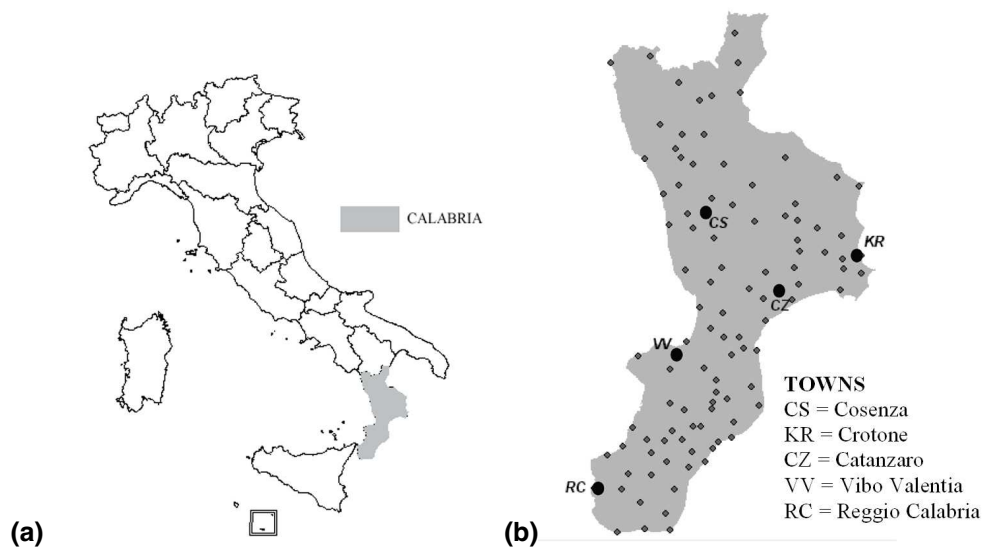 CALABRIA
(a)
CS
KR
CZ
VV
RC
TOWNS
CS = Cosenza
KR = Crotone
CZ = Catanzaro
VV = Vibo Valentia
RC = Reggio Calabria
(b)